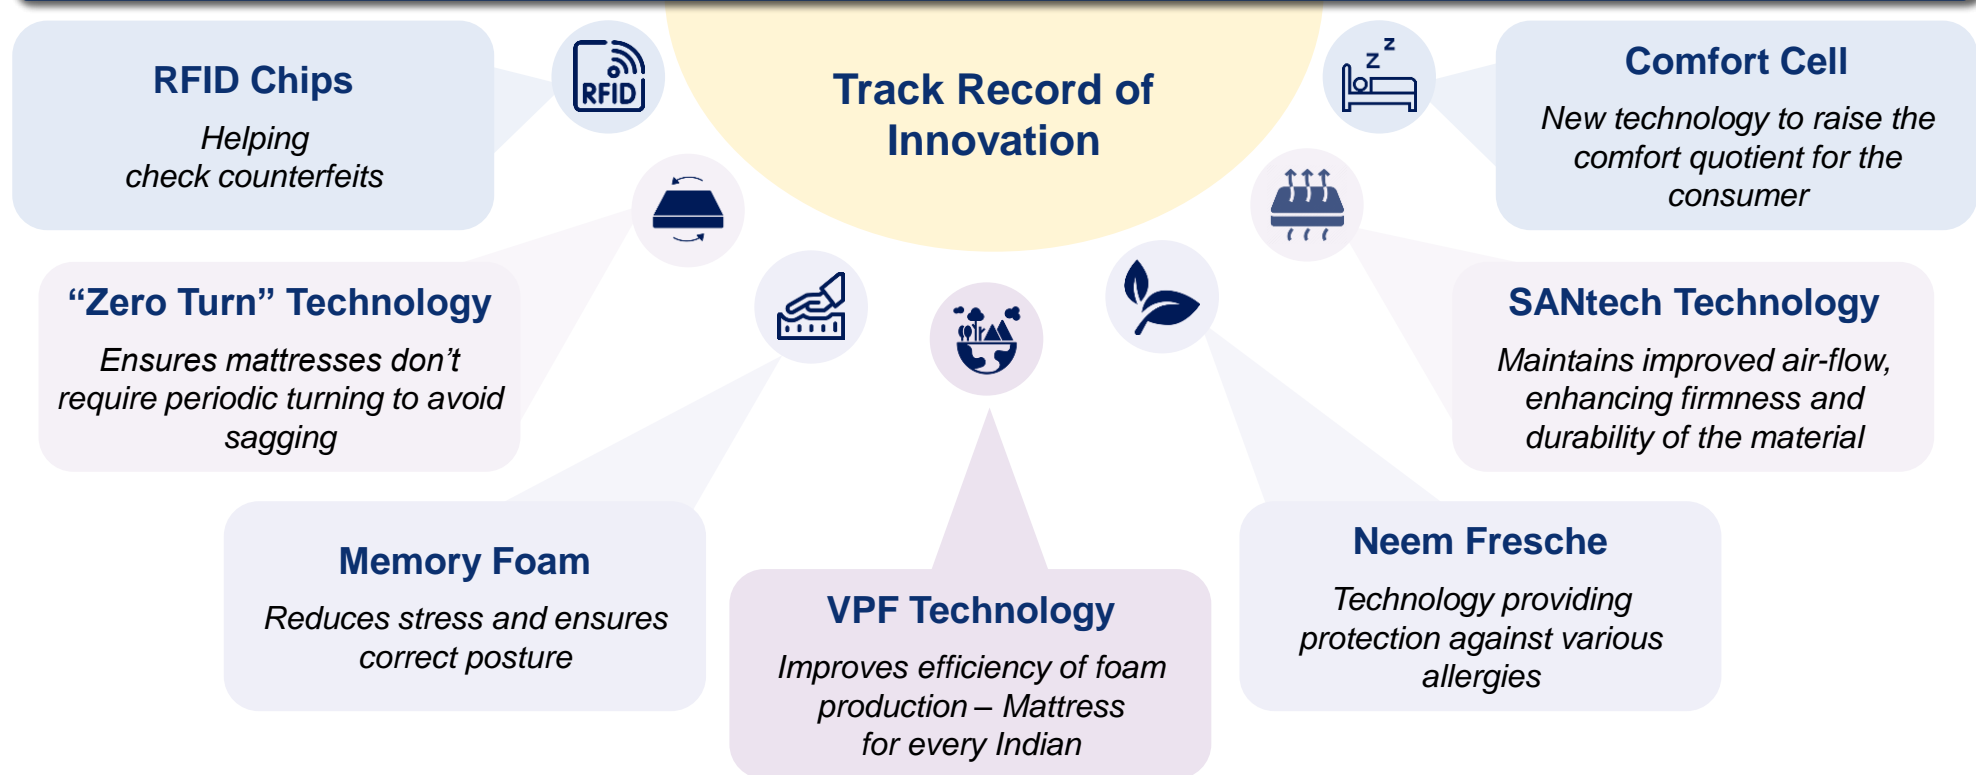 Track Record of
Innovation
RFID Chips
Helping
check counterfeits
RFID
“Zero Turn” Technology
Ensures mattresses don’t
require periodic turning to avoid
sagging
Memory Foam
Reduces stress and ensures
correct posture
VPF Technology
Improves efficiency of foam
production – Mattress
for every Indian
Neem Fresche
Technology providing
protection against various
allergies
SANtech Technology
Maintains improved air-flow,
enhancing firmness and
durability of the material
z z
Comfort Cell
New technology to raise the
comfort quotient for the
consumer